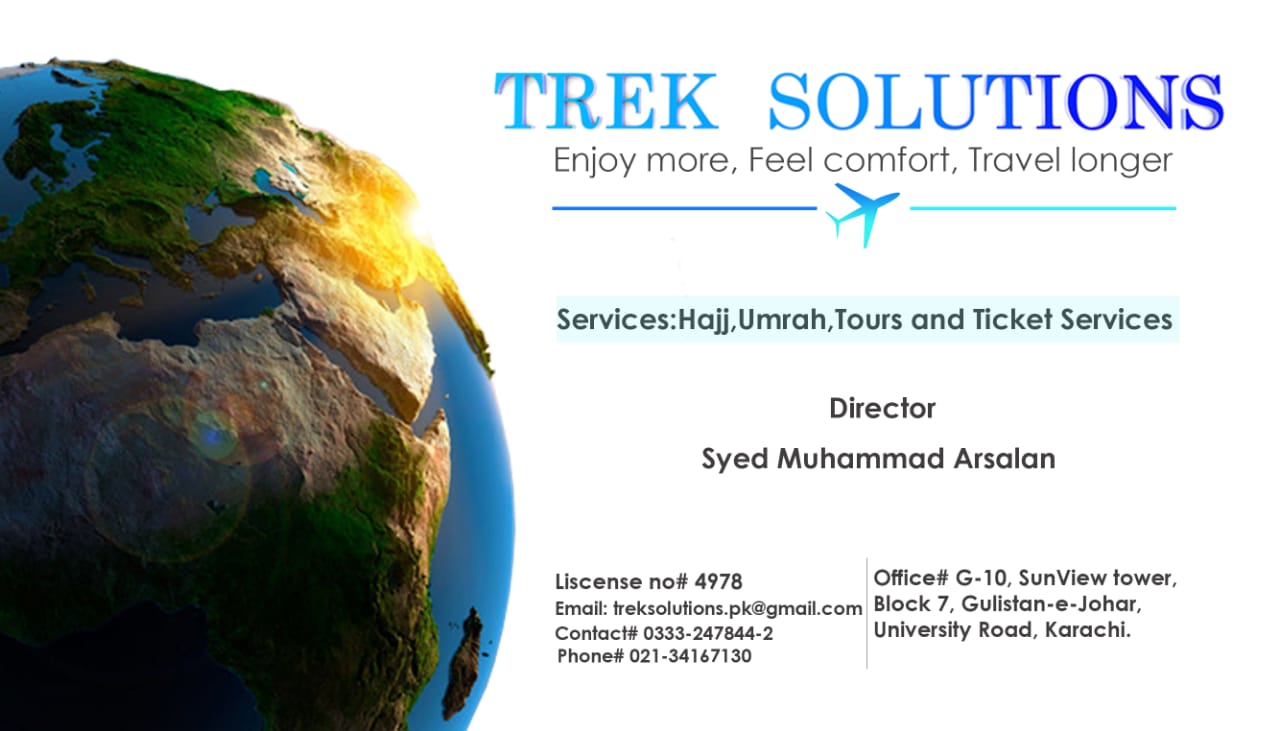 TREK SOLUTIONS
Enjoy more, Feel comfort, Travel longer
Services:Hajj,Umrah,Tours and Ticket Services
Director
Syed Muhammad Arsalan
Liscense no# 4978
Email: treksolutions.pk@gmail.com
Contact# 0333-247844-2
Phone# 021-34167130
Office# G-10, SunView tower,
Block 7, Gulistan-e-Johar,
University Road, Karachi.